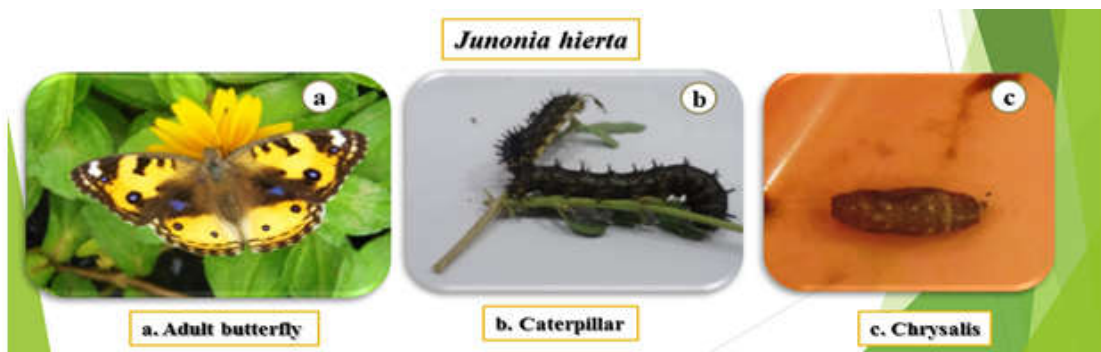 Junonia hierta
a
b
c
a. Adult butterfly
b. Caterpillar
c. Chrysalis